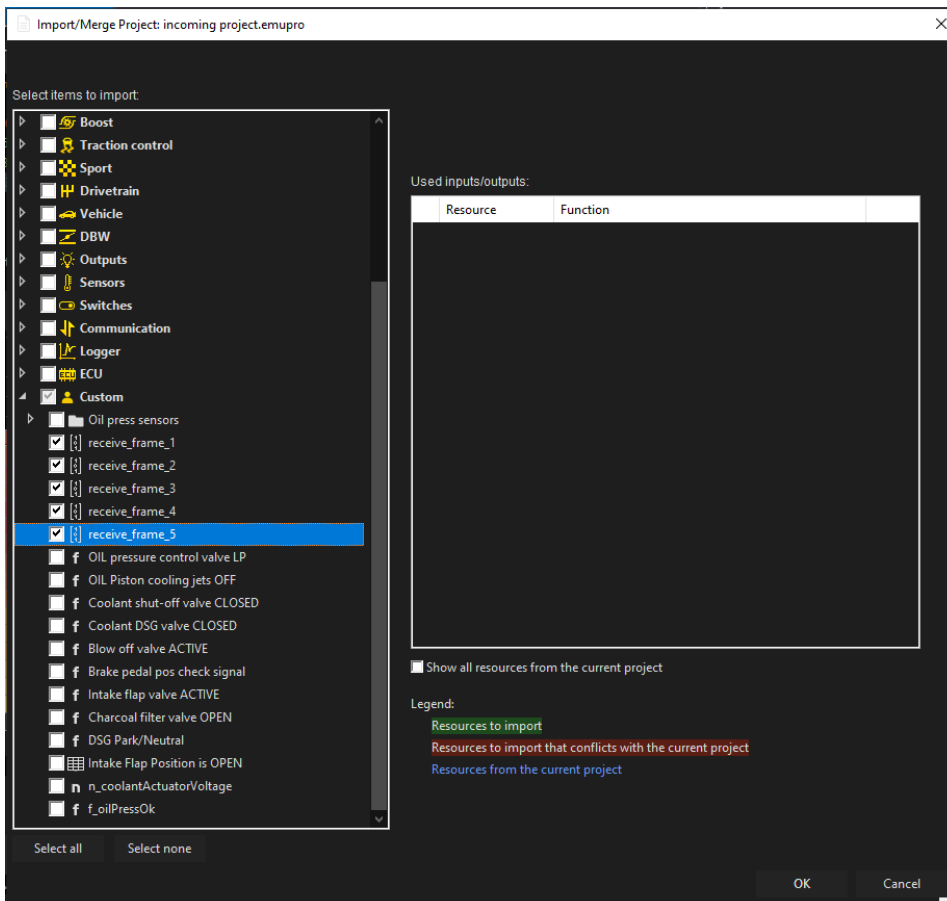 Import/Merge Project: incoming project.emupro
Select items to import:
Boost
Traction control
Sport
Drivetrain
Vehicle
DBW
Outputs
Sensors
Switches
Communication
Logger
ECU
ECU
Custom
Oil press sensors
receive_frame_1
receive_frame_2
receive_frame_3
receive_frame_4
receive_frame_5
f OIL pressure control valve LP
f OIL Piston cooling jets OFF
f Coolant shut-off valve CLOSED
f Coolant DSG valve CLOSED
f Blow off valve ACTIVE
f Brake pedal pos check signal
f Intake flap valve ACTIVE
f Charcoal filter valve OPEN
f DSG Park/Neutral
Intake Flap Position is OPEN
n n_coolantActuatorVoltage
f f_oilPressOk
Select all
Select none
Used inputs/outputs:
Resource Function
Show all resources from the current project
Legend:
Resources to import
Resources to import that conflicts with the current project
Resources from the current project
OK
Cancel